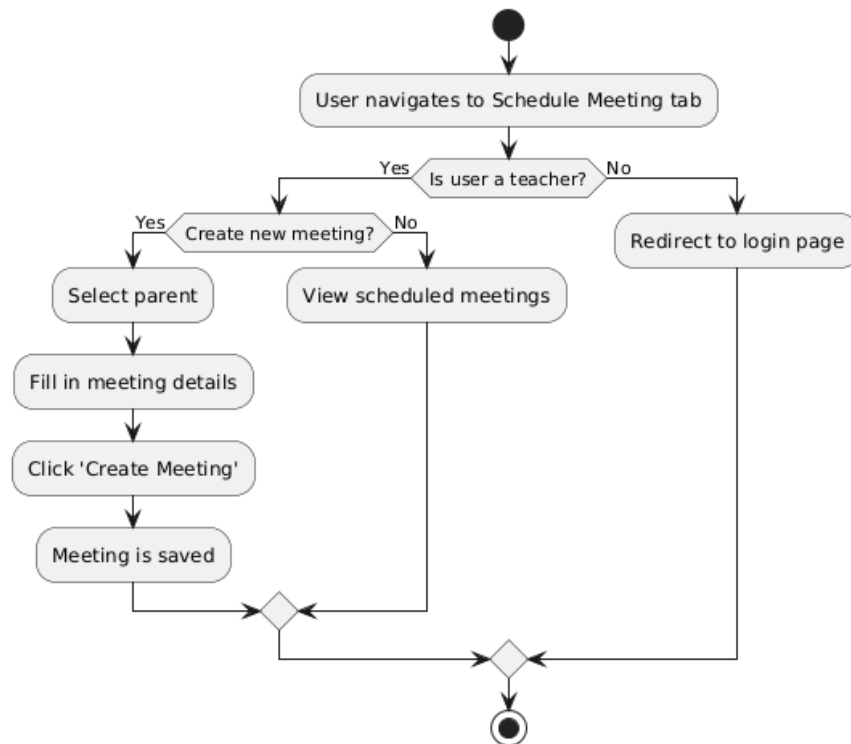 User navigates to Schedule Meeting tab
Yes
Is user a teacher?
No
Yes
Create new meeting?
No
Select parent
View scheduled meetings
Redirect to login page
Fill in meeting details
Click 'Create Meeting'
Meeting is saved